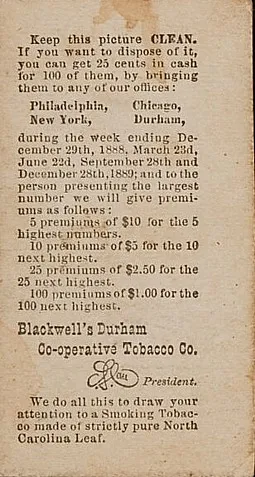 Keep this picture CLEAN.
If you want to dispose of it,
you can get 25 cents in cash
for 100 of them, by bringing
them to any of our offices:
Philadelphia, Chicago,
New York, Durham,
during the week ending De-
cember 29th, 1888, March 23d,
June 22d, September 28th and
December 28th, 1889; and to the
person presenting the largest
number we will give premi-
ums as follows:
5 premiums of $10 for the 5
highest numbers.
10 premiums of $5 for the 10
next highest.
25 premiums of $2.50 for the
25 next highest.
100 premiums of $1.00 for the
100 next highest.
Blackwell's Durham
Co-operative Tobacco Co.
President.
We do all this to draw your
attention to a Smoking Tobac-
co made of strictly pure North
Carolina Leaf.